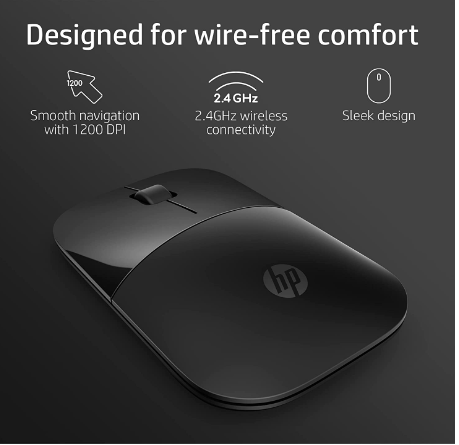 Designed for wire-free comfort
1200
2.4 GHz
0
Smooth navigation
with 1200 DPI
2.4GHz wireless
connectivity
Sleek design
hp